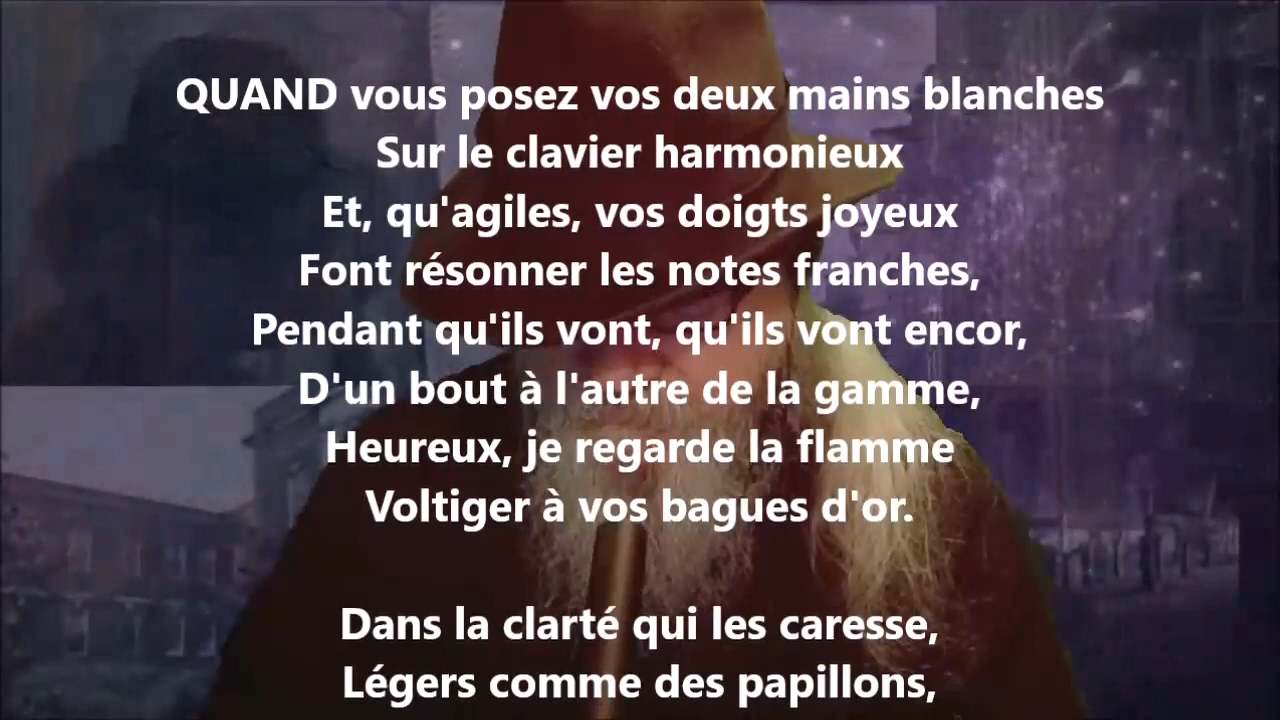 QUAND vous posez vos deux mains blanches
Sur le clavier harmonieux
Et, qu'agiles, vos doigts joyeux
Font résonner les notes franches,
Pendant qu'ils vont, qu'ils vont encor,
D'un bout à l'autre de la gamme,
Heureux, je regarde la flamme
Voltiger à vos bagues d'or.
Dans la clarté qui les caresse,
Légers comme des papillons,